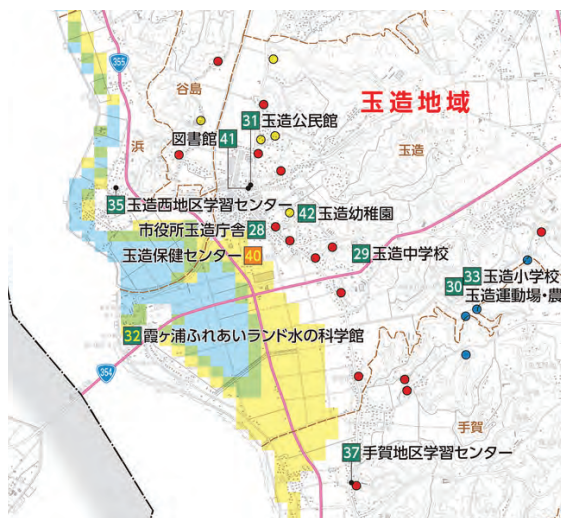 355
谷島
玉造地域
31 玉造公民館
図書館 41
玉造
浜
35 玉造西地区学習センター
42 玉造幼稚園
市役所玉造庁舎 28
29 玉造中学校
玉造保健センター 40
33 玉造小学校
30 玉造運動場・農
32 霞ヶ浦ふれあいランド水の科学館
354
手賀
37 手賀地区学習センター